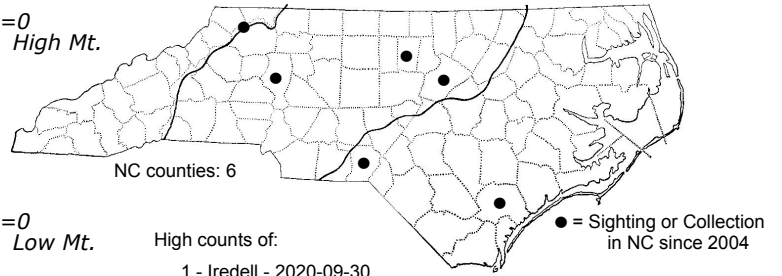 =0
High Mt.
NC counties: 6
=0
Low Mt.
High counts of:
1 - Iredell - 2020-09-30
● = Sighting or Collection
in NC since 2004